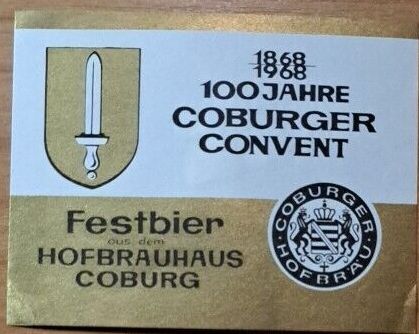 1868
1968
100 JAHRE
COBURGER
CONVENT
Festbier
aus dem
HOFBRAUHAUS
COBURG
COBURGER
HOFBRÄU